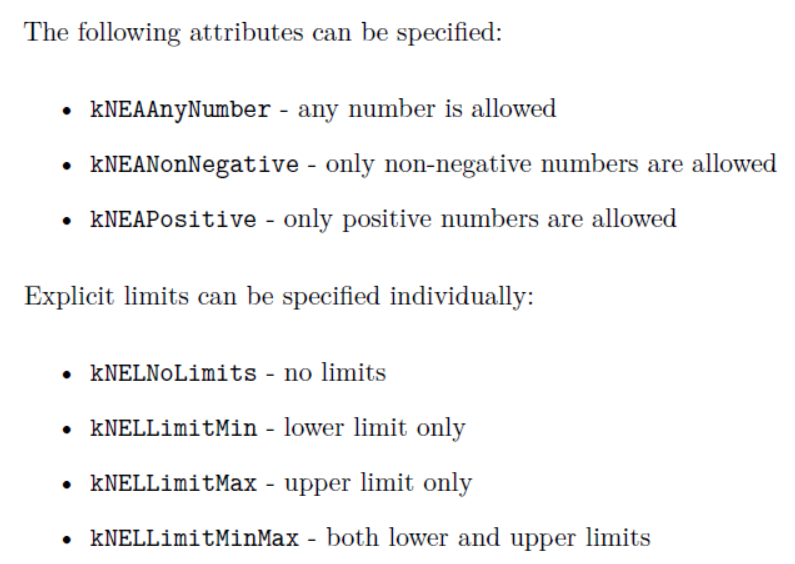 The following attributes can be specified:
• kNEAAnyNumber - any number is allowed
• kNEANonNegative - only non-negative numbers are allowed
• kNEAPositive - only positive numbers are allowed
Explicit limits can be specified individually:
• kNELNoLimits - no limits
• kNELLimitMin - lower limit only
• kNELLimitMax - upper limit only
• kNELLimitMinMax - both lower and upper limits